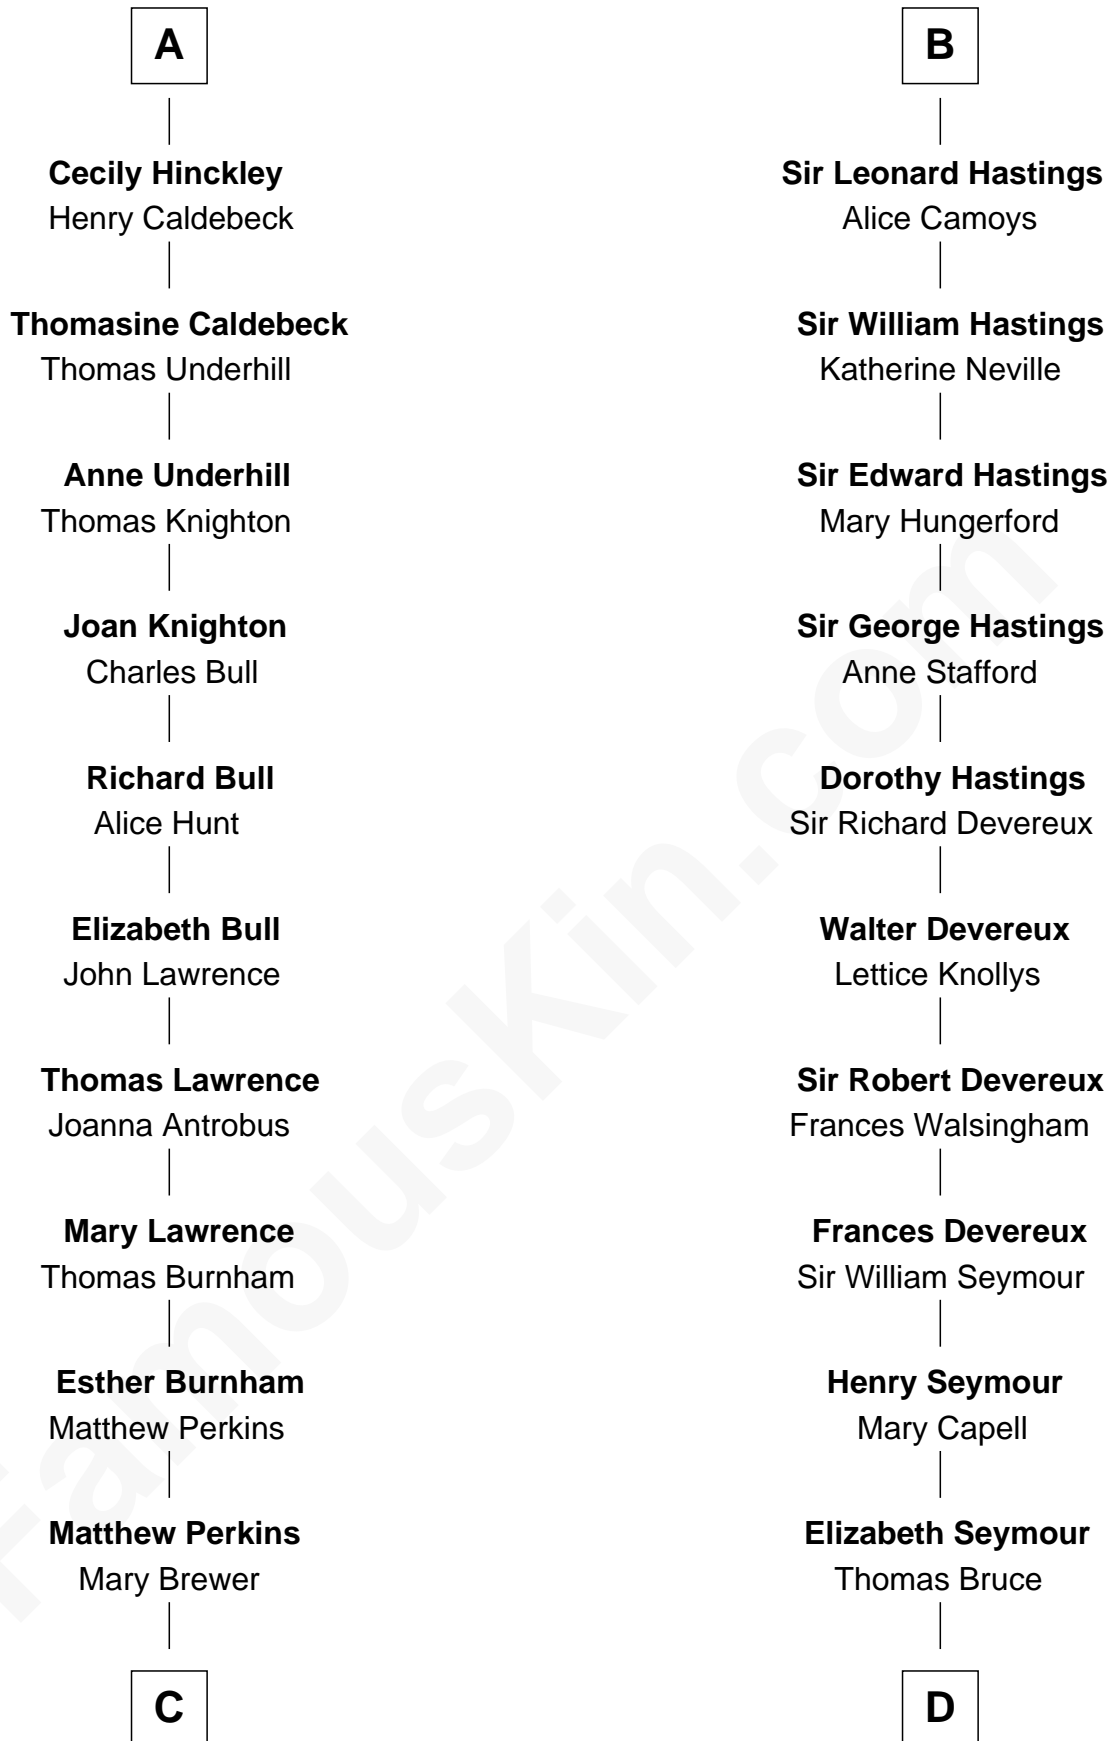 A
Cecily Hinckley
Henry Caldebeck
Thomasine Caldebeck
Thomas Underhill
Anne Underhill
Thomas Knighton
Joan Knighton
Charles Bull
Richard Bull
Alice Hunt
Elizabeth Bull
John Lawrence
Thomas Lawrence
Joanna Antrobus
Mary Lawrence
Thomas Burnham
Esther Burnham
Matthew Perkins
Matthew Perkins
Mary Brewer
C
B
Sir Leonard Hastings
Alice Camoys
Sir William Hastings
Katherine Neville
Sir Edward Hastings
Mary Hungerford
Sir George Hastings
Anne Stafford
Dorothy Hastings
Sir Richard Devereux
Walter Devereux
Lettice Knollys
Sir Robert Devereux
Frances Walsingham
Frances Devereux
Sir William Seymour
Henry Seymour
Mary Capell
Elizabeth Seymour
Thomas Bruce
D
FamousKin.com